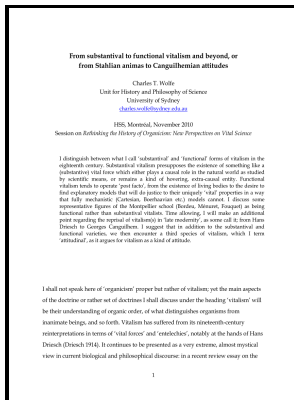 From substantival to functional vitalism and beyond, or
from Stahlian animas to Canguilhemian attitudes
Charles T. Wolfe
Unit for History and Philosophy of Science
University of Sydney
charles.wolfe@sydney.edu.au
HSS, Montreal, November 2010
Session on Rethinking the History of Organicism: New Perspectives on Vital Science
I distinguish between what I call 'substantival' and 'functional' forms of vitalism in the
eighteenth century. Substantival vitalism presupposes the existence of something like a
(substantive) vital force which either plays a causal role in the natural world as studied
by scientific means, or remains a kind of hovering, extra-causal entity. Functional
vitalism tends to operate 'post facto', from the existence of living bodies to the desire to
find explanatory models that will do justice to their uniquely 'vital' properties in a way
that fully mechanistic (Cartesian, Boerhaavian etc.) models cannot. I discuss some
representative figures of the Montpellier school (Bordeu, Ménuret, Fouquet) as being
functional rather than substantival vitalists. Time allowing, I will make an additional
point regarding the reprisal of vitalism(s) in 'late modernity', as some call it; from Hans
Driesch to Georges Canguilhem. I suggest that in addition to the substantival and
functional varieties, we then encounter a third species of vitalism, which I term
'attitudinal', as it argues for vitalism as a kind of attitude.
I shall not speak here of 'organicism' proper but rather of vitalism; yet the main aspects
of the doctrine or rather set of doctrines I shall discuss under the heading 'vitalism' will
be their understanding of organic order, of what distinguishes organisms from
inanimate beings, and so forth. Vitalism has suffered from its nineteenth-century
reinterpretations in terms of 'vital forces' and 'entelechies', notably at the hands of Hans
Driesch (Driesch 1914). It continues to be presented as a very extreme, almost mystical
view in current biological and philosophical discourse: in a recent review essay on the
1